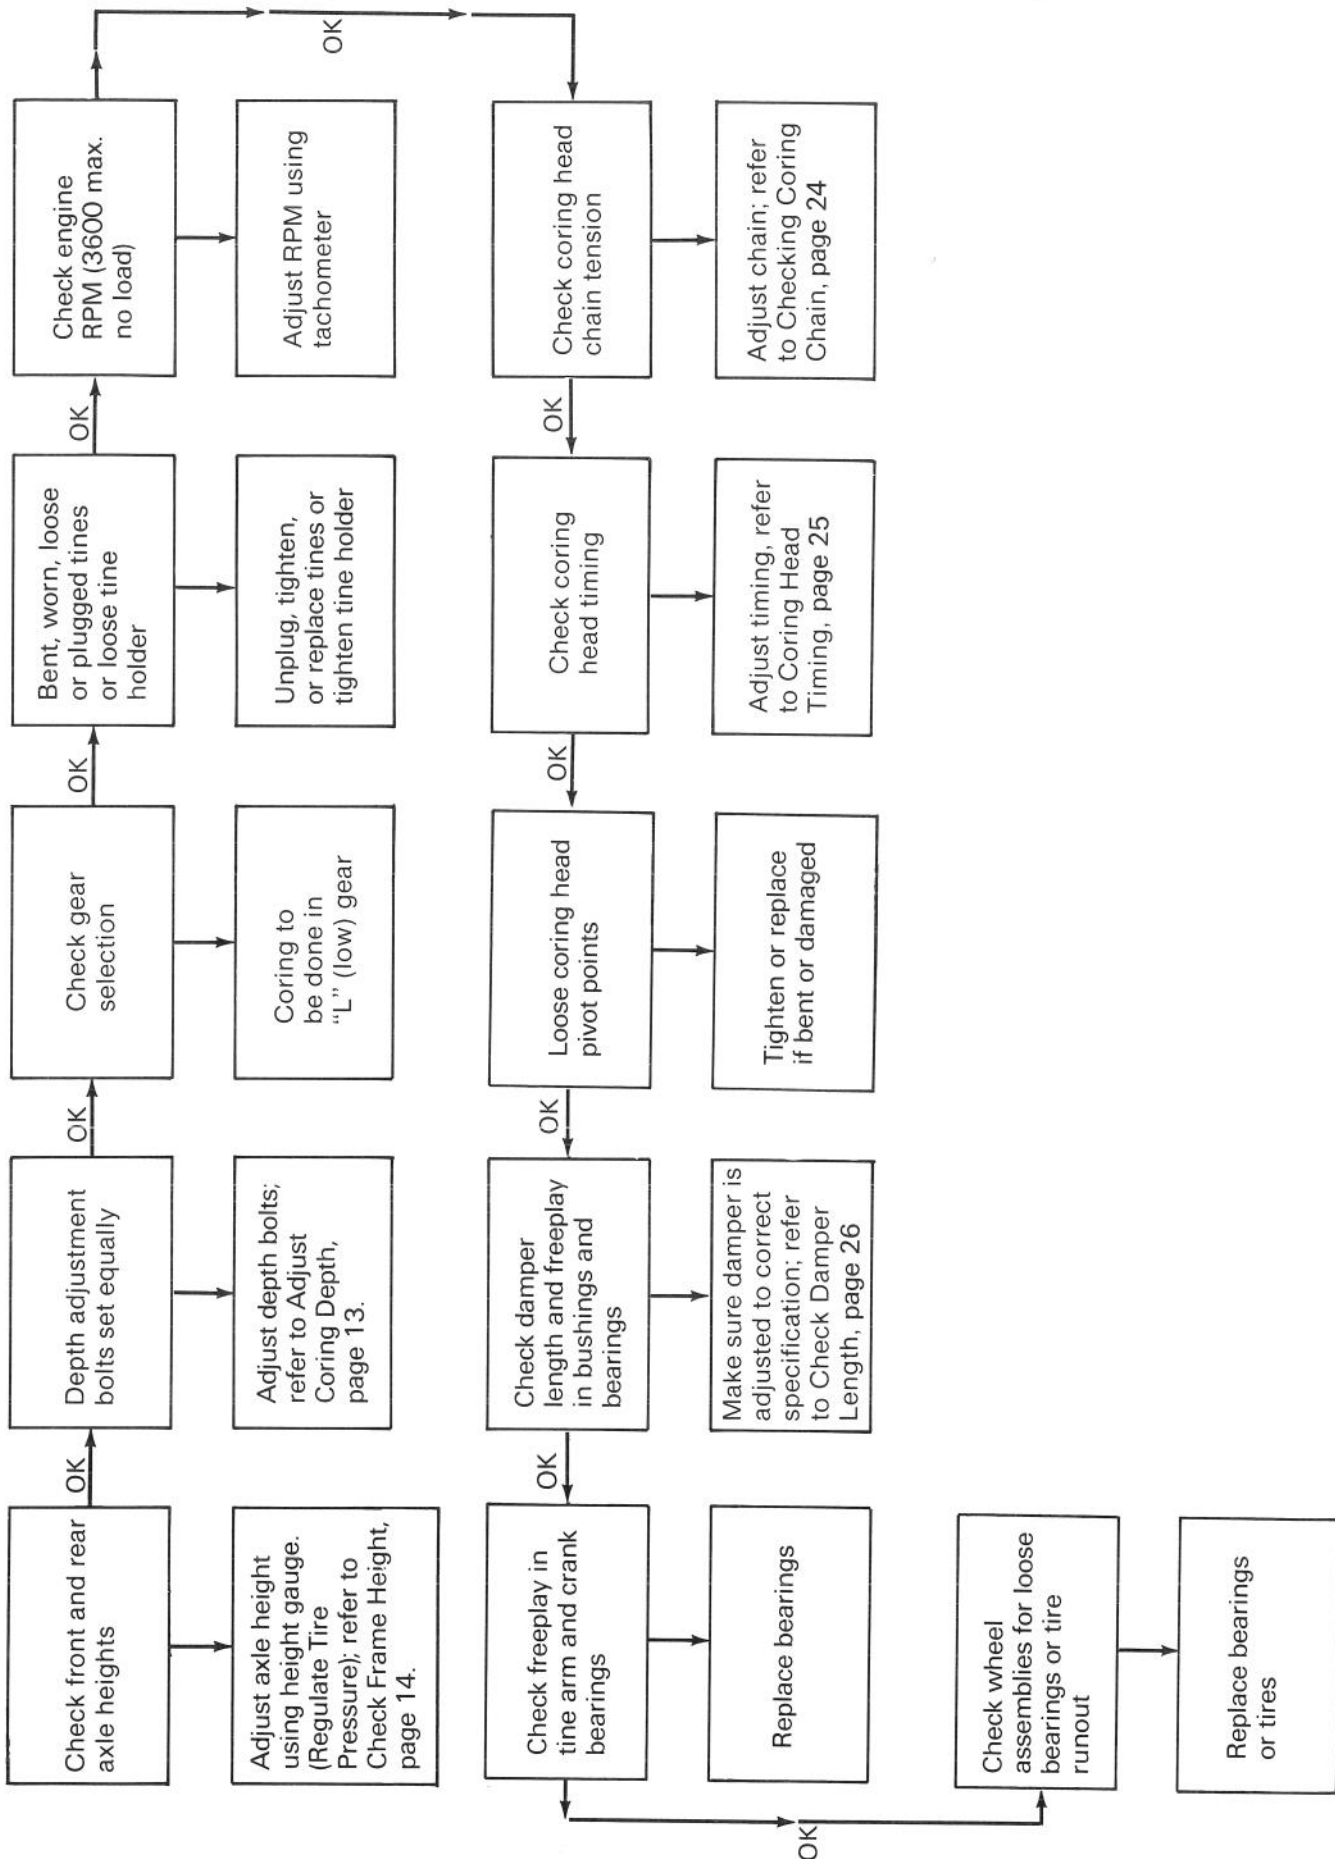 Check front and rear
axle heights
Adjust axle height
using height gauge.
(Regulate Tire
Pressure); refer to
Check Frame Height,
page 14.
OK
Depth adjustment
bolts set equally
Adjust depth bolts;
refer to Adjust
Coring Depth,
page 13.
OK
Check gear
selection
Coring to
be done in
“L” (low) gear
OK
Bent, worn, loose
or plugged tines
or loose tine
holder
Unplug, tighten,
or replace tines or
tighten tine holder
OK
Check engine
RPM (3600 max.
no load)
Adjust RPM using
tachometer
OK
Check coring head
chain tension
Adjust chain; refer
to Checking Coring
Chain, page 24
OK
Check coring
head timing
Adjust timing, refer
to Coring Head
Timing, page 25
OK
Loose coring head
pivot points
Tighten or replace
if bent or damaged
OK
Check damper
length and freeplay
in bushings and
bearings
Make sure damper is
adjusted to correct
specification; refer
to Check Damper
Length, page 26
OK
Check freeplay in
tine arm and crank
bearings
Replace bearings
OK
Check wheel
assemblies for loose
bearings or tire
runout
Replace bearings
or tires